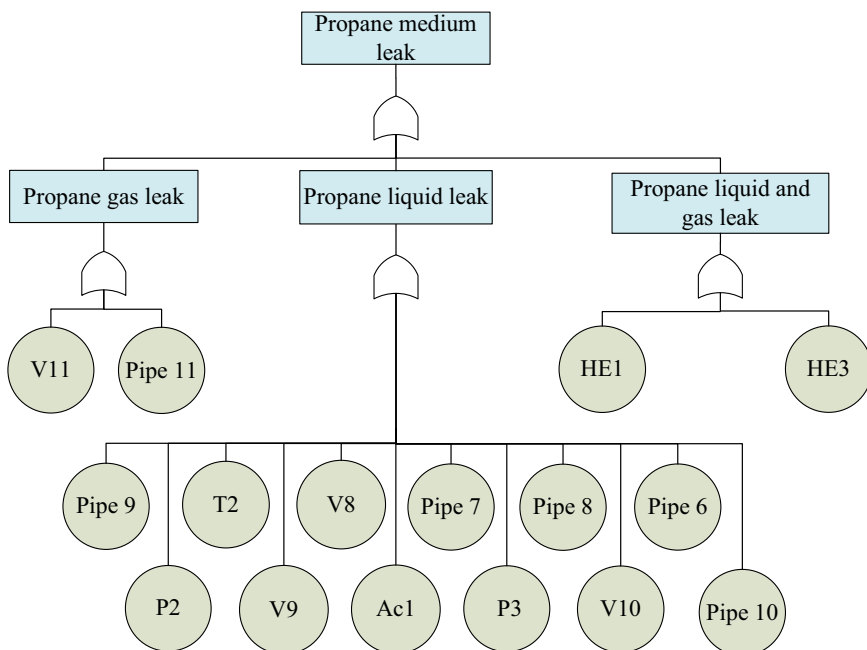 Propane medium
leak
Propane gas leak
Propane liquid leak
Propane liquid and
gas leak
V11
Pipe 11
HE1
HE3
Pipe 9
T2
V8
Pipe 7
Pipe 8
Pipe 6
P2
V9
Ac1
P3
V10
Pipe 10